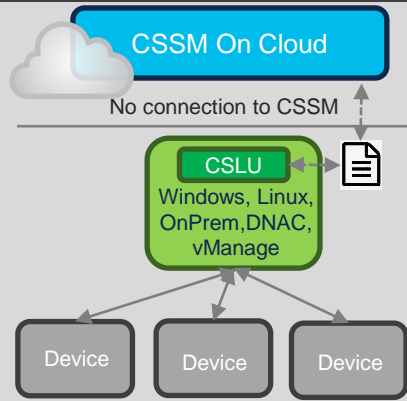 CSSM On Cloud
No connection to CSSM
CSLU
Windows, Linux,
OnPrem,DNAC,
vManage
Device
Device
Device